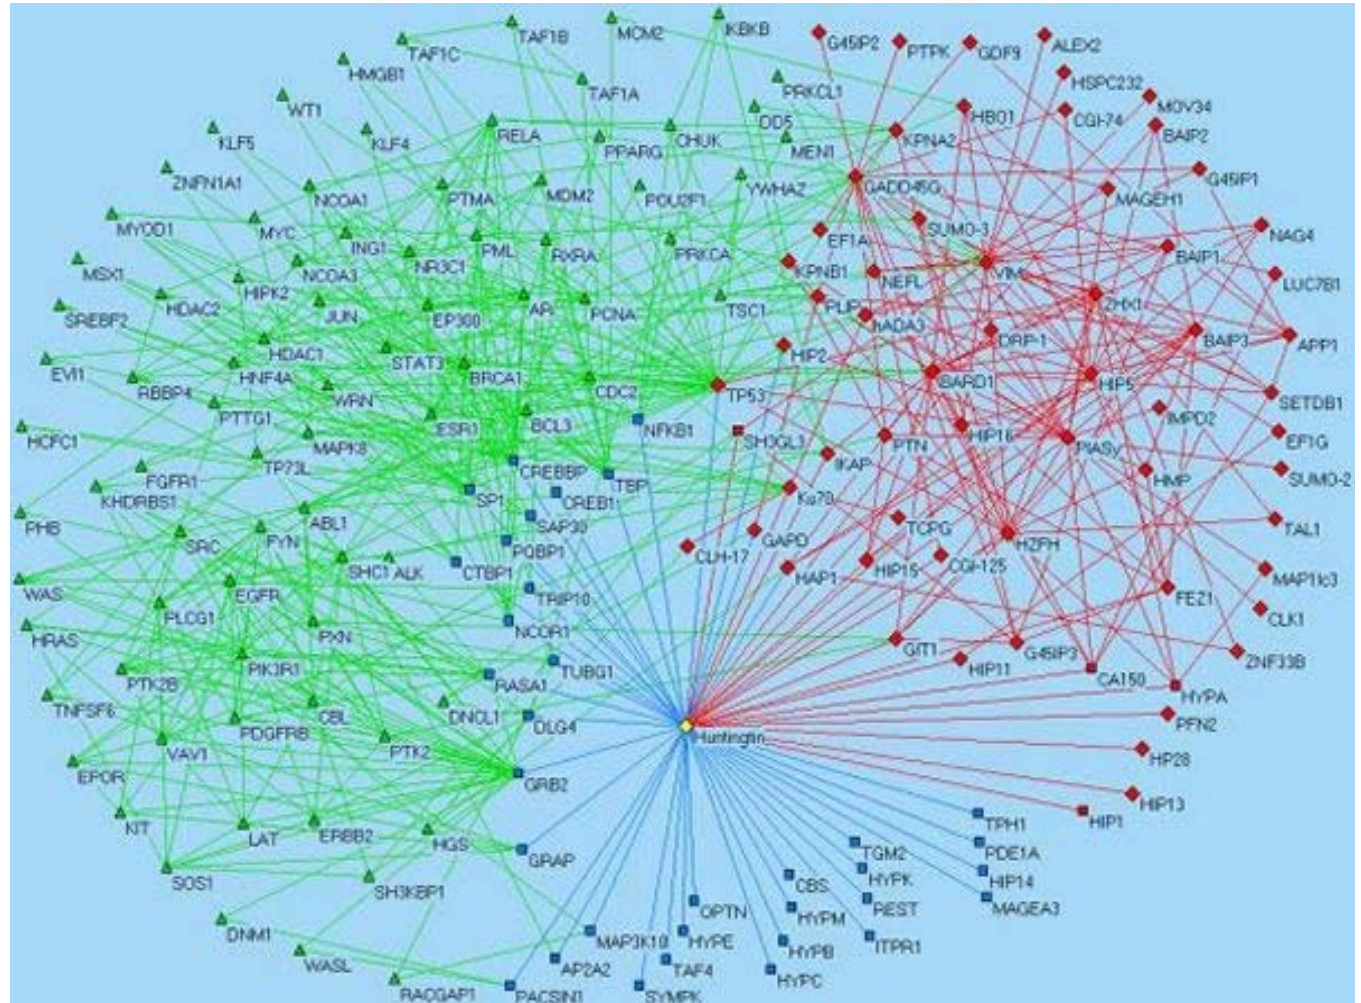 TAF1B
MCM2
IKBKB
G45IP2
PTPK
GDF9
ALEX2
TAF1C
HMGB1
TAF1A
PRKCL1
HSPC232
MOV34
WT1
DD5
HBO1
CGI-74
BAIP2
KLF5
KLF4
RELA
PPARG
CHUK
MEN1
KPNA2
ZNFN1A1
NCOA1
PTMA
MDM2
POU2F1
YWHAZ
GADD45G
MAGEH1
G45IP1
MYOD1
MYC
ING1
NR3C1
PML
RXRA
PRKCA
EF1A
SUMO-3
BAIP1
NAG4
MSX1
NCOA3
HIPK2
KPNB1
NEFL
VIM
LUC7B1
SREBF2
HDAC2
JUN
EP300
AR
PCNA
TSC1
PLIP
hADA3
ZHX1
HDAC1
STAT3
HIP2
DRP-1
BAIP3
APP1
EVI1
RBBP4
HNF4A
WRN
BRCA1
CDC2
TP53
BARD1
HIP5
SETDB1
PTTG1
MAPK8
ESR1
BCL3
NFKB1
SH3GL3
PTN
HIP16
IMPD2
EF1G
HCFC1
FGFR1
TP73L
CREBBP
TBP
IKAP
PIASy
HMP
SUMO-2
KHDRBS1
SP1
CREB1
Ku70
PHB
SRC
FYN
ABL1
SAP30
GAPD
TCPG
HZFH
TAL1
SHC1
ALK
CTBP1
PQBP1
CLH-17
HAP1
HIP15
CGI-125
MAP1lc3
WAS
PLCG1
EGFR
TRIP10
FEZ1
CLK1
HRAS
PXN
NCOR1
GIT1
G45IP3
ZNF33B
PTK2B
PIK3R1
RASA1
TUBG1
HIP11
CA150
HYPA
TNFSF6
PDGFRB
CBL
DNCL1
DLG4
Huntingtin
PFN2
EPOR
VAV1
PTK2
GRB2
HP28
KIT
LAT
ERBB2
HGS
HIP13
HIP1
TPH1
SOS1
SH3KBP1
GRAP
TGM2
PDE1A
CBS
HYPK
HIP14
DNM1
OPTN
HYPM
REST
MAGEA3
WASL
MAP3K10
HYPE
HYPB
ITPR1
RACGAP1
AP2A2
TAF4
HYPC
PACSIN1
SYMPK